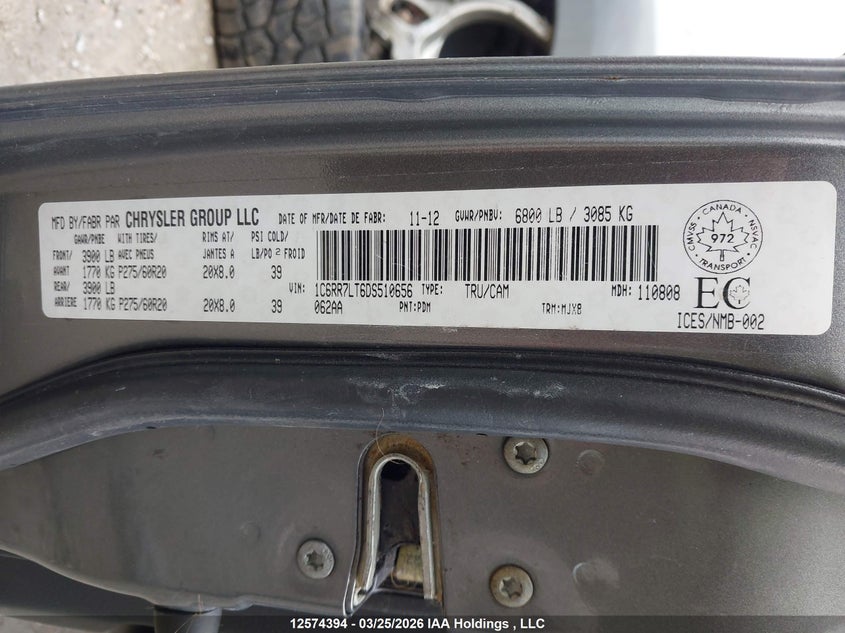 MFD BY/FABR PAR CHRYSLER GROUP LLC DATE OF MFR/DATE DE FABR: 11-12 GVWR/PNBV: 6800 LB / 3085 KG
GAWR/PNBE WITH TIRES/ RIMS AT/ PSI COLD/
FRONT/ 3900 LB AVEC PNEUS JANTES A LB/PO 2 FROID
AVANT 1770 KG P275/60R20 20X8.0 39 VIN: 1C6RR7LT6DS510656 TYPE: TRU/CAM MDH: 110808
REAR/ 3900 LB 062AA PNT:PDM TRM:MJX8
ARRIERE 1770 KG P275/60R20 20X8.0 39
CANADA
CMVSS 972 NSVAC
TRANSPORT
EC
ICES/NMB-002
12574394 - 03/25/2026 IAA Holdings , LLC